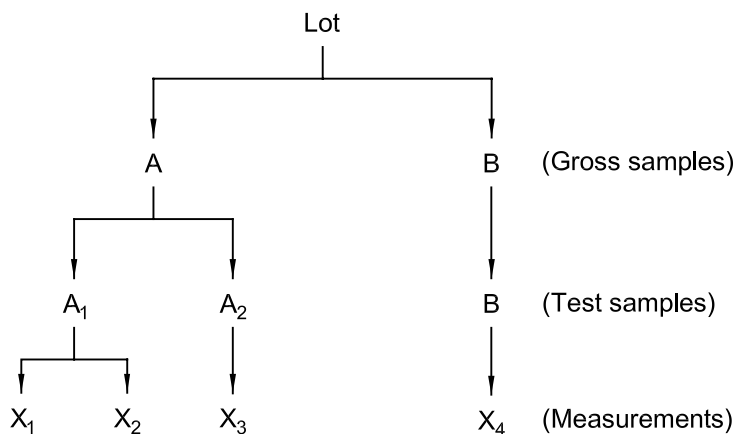 Lot
A B (Gross samples)
A₁ A₂ B (Test samples)
X₁ X₂ X₃ X₄ (Measurements)